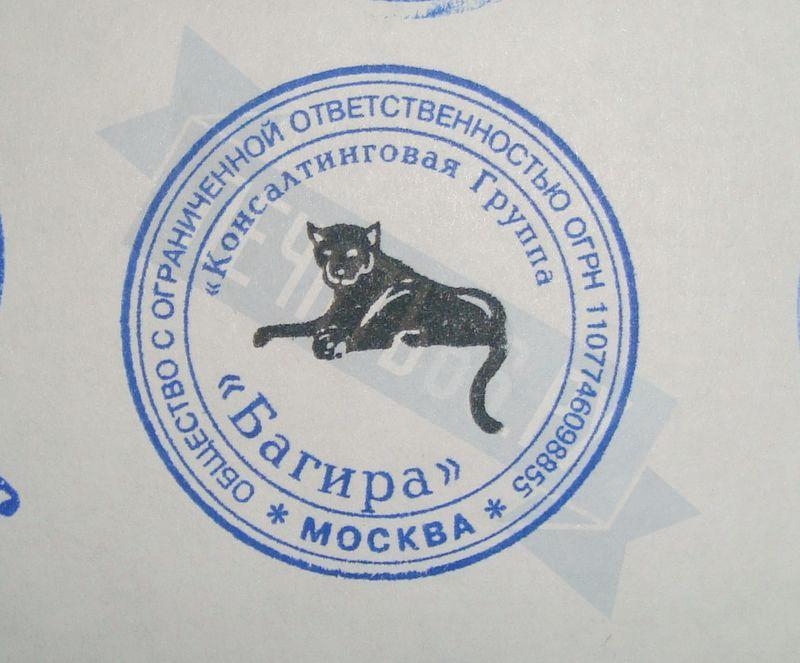 ОБЩЕСТВО С ОГРАНИЧЕННОЙ ОТВЕТСТВЕННОСТЬЮ ОГРН 1107746098855
* МОСКВА *
«Консалтинговая Группа
«Багира»